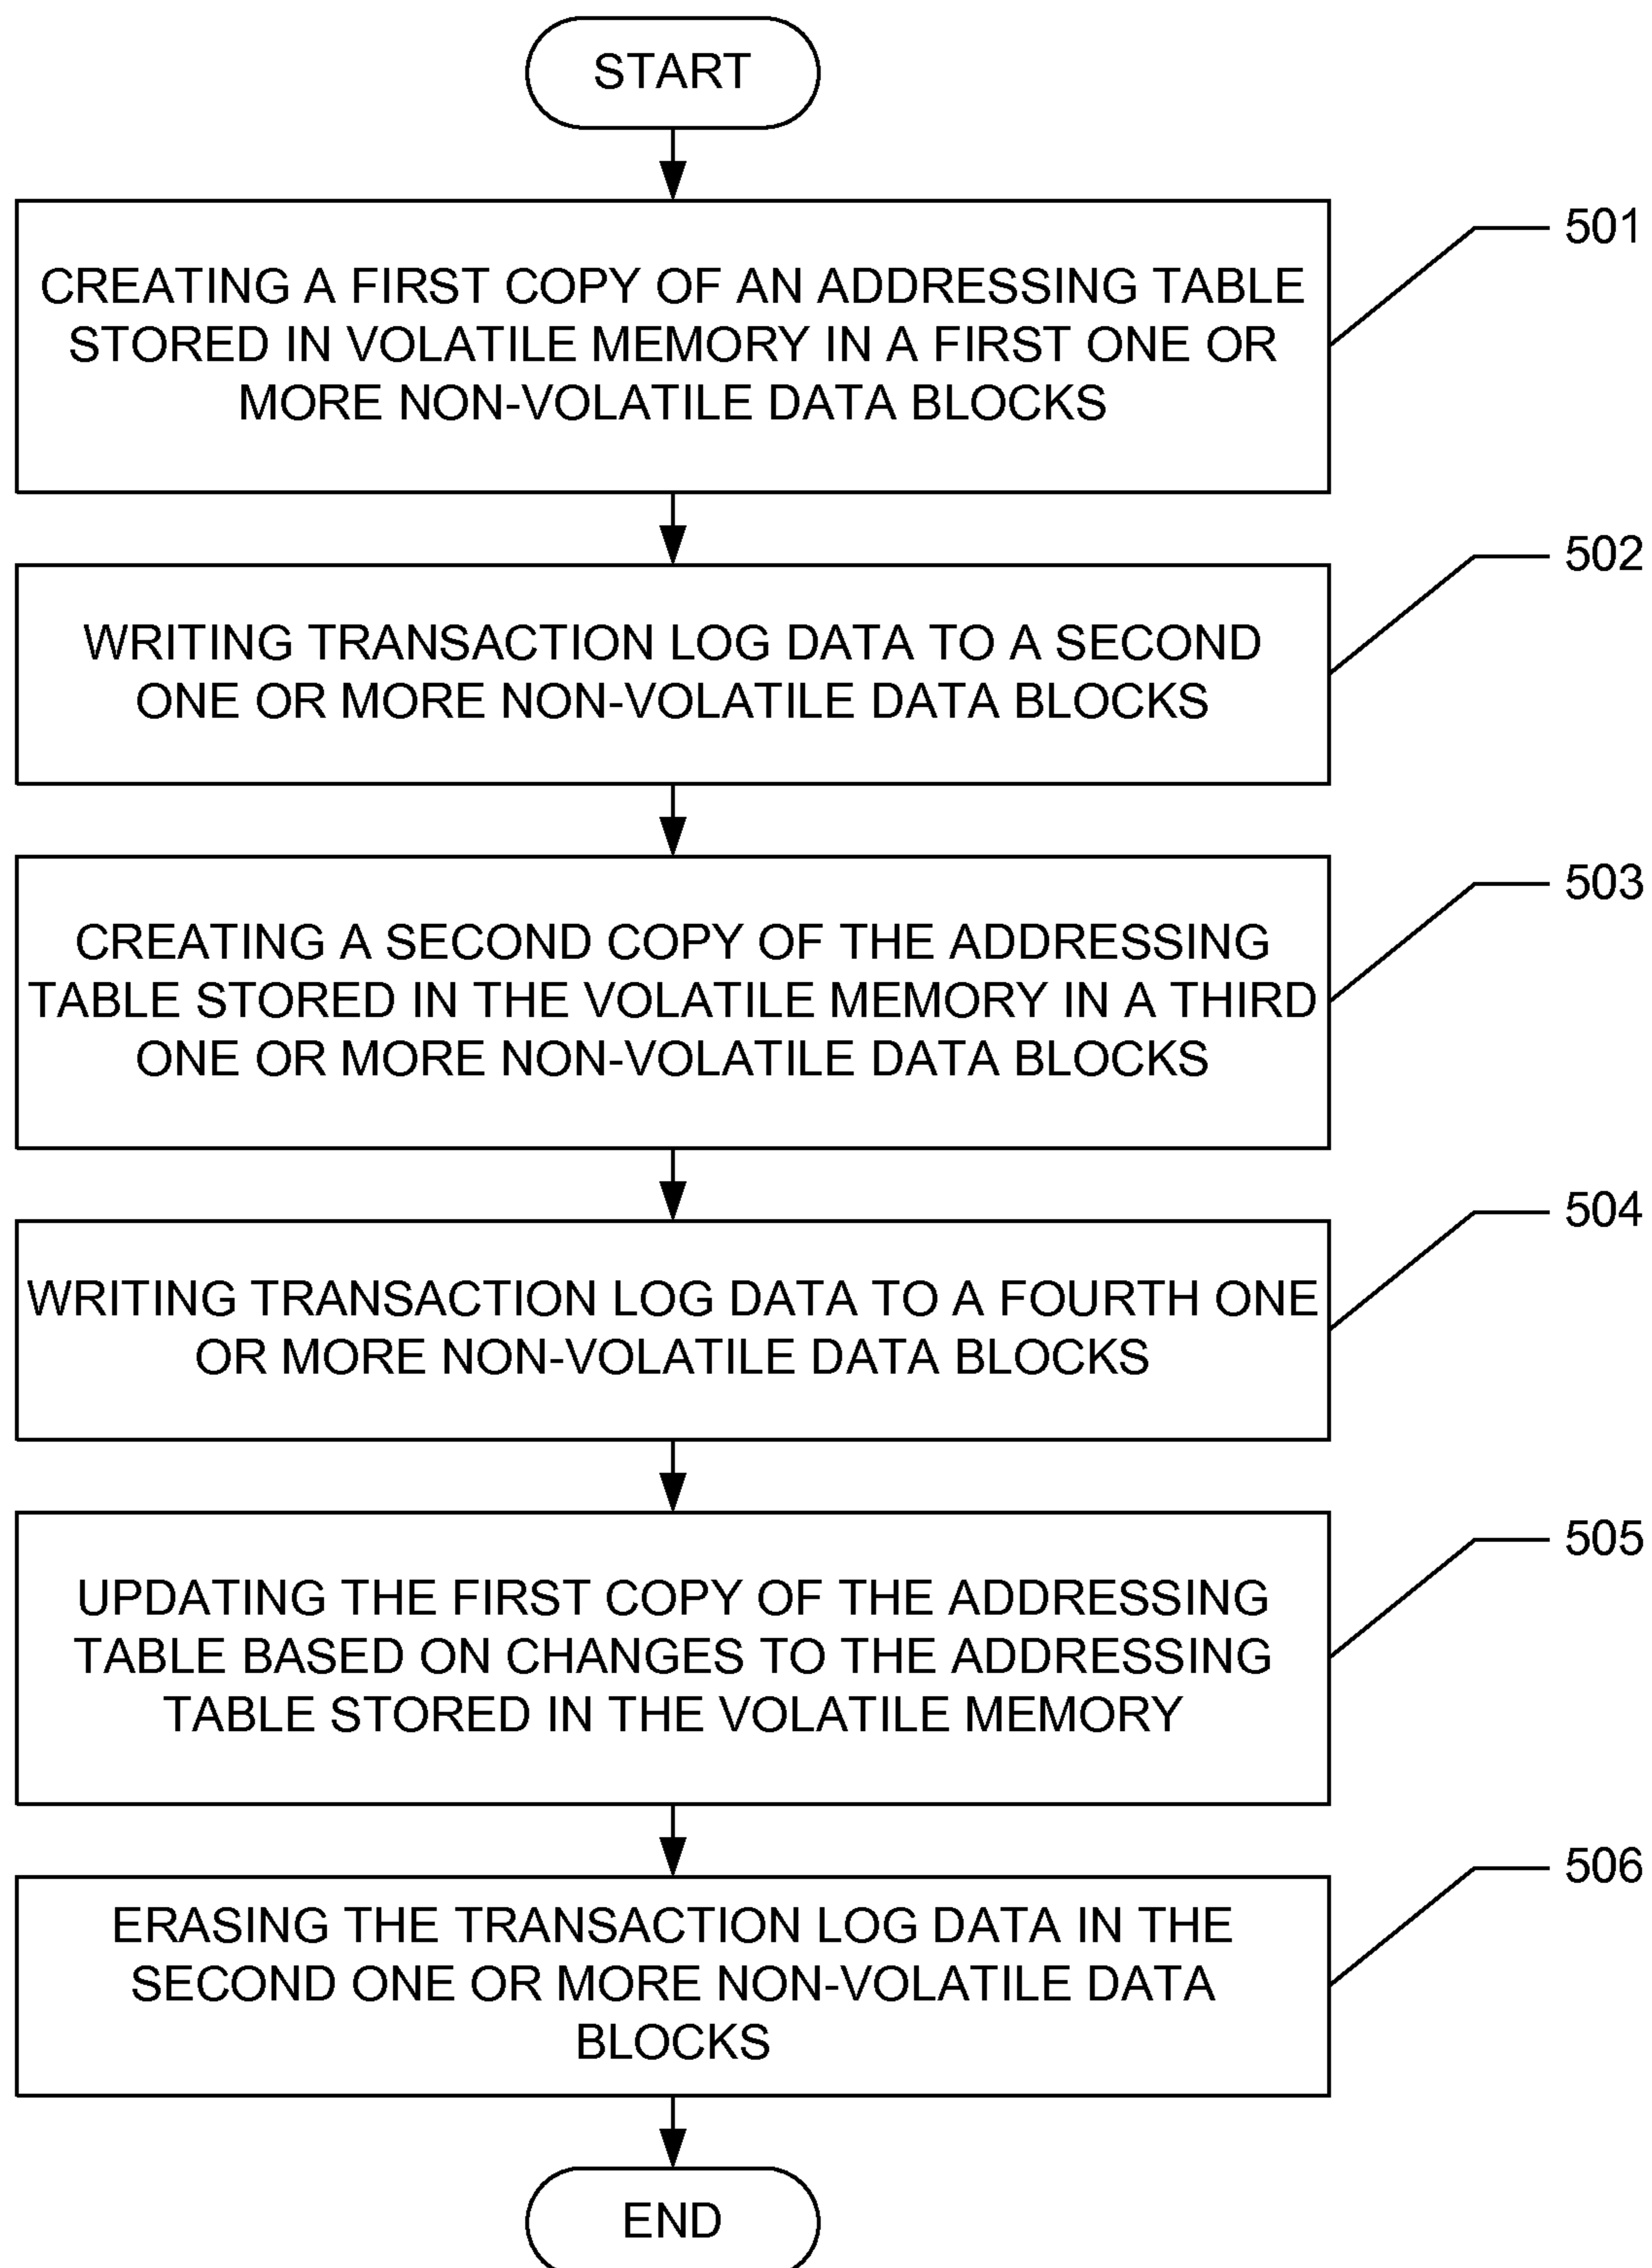 START
501
CREATING A FIRST COPY OF AN ADDRESSING TABLE
STORED IN VOLATILE MEMORY IN A FIRST ONE OR
MORE NON-VOLATILE DATA BLOCKS
502
WRITING TRANSACTION LOG DATA TO A SECOND
ONE OR MORE NON-VOLATILE DATA BLOCKS
503
CREATING A SECOND COPY OF THE ADDRESSING
TABLE STORED IN THE VOLATILE MEMORY IN A THIRD
ONE OR MORE NON-VOLATILE DATA BLOCKS
504
WRITING TRANSACTION LOG DATA TO A FOURTH ONE
OR MORE NON-VOLATILE DATA BLOCKS
505
UPDATING THE FIRST COPY OF THE ADDRESSING
TABLE BASED ON CHANGES TO THE ADDRESSING
TABLE STORED IN THE VOLATILE MEMORY
506
ERASING THE TRANSACTION LOG DATA IN THE
SECOND ONE OR MORE NON-VOLATILE DATA
BLOCKS
END